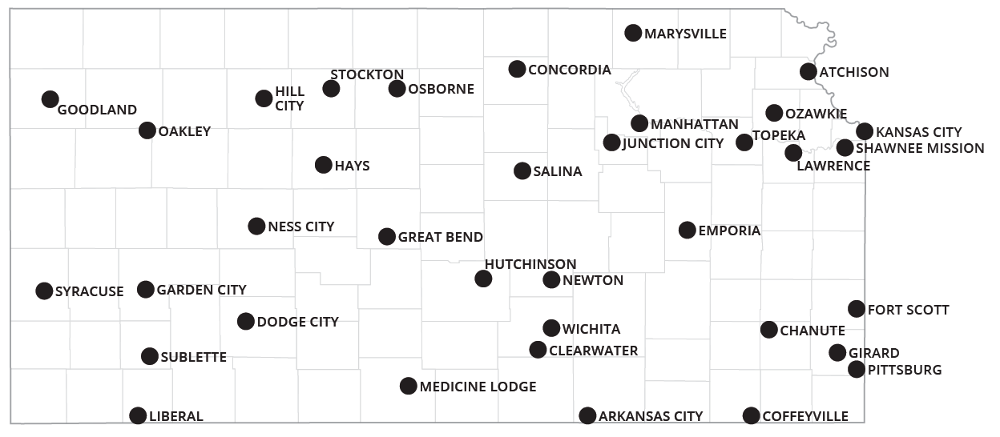 MARYSVILLE
CONCORDIA
ATCHISON
STOCKTON
HILL
CITY
OSBORNE
GOODLAND
OZAWKIE
MANHATTAN
OAKLEY
KANSAS CITY
TOPEKA
JUNCTION CITY
SHAWNEE MISSION
HAYS
LAWRENCE
SALINA
NESS CITY
EMPORIA
GREAT BEND
HUTCHINSON
NEWTON
SYRACUSE
GARDEN CITY
FORT SCOTT
DODGE CITY
WICHITA
CHANUTE
CLEARWATER
GIRARD
SUBLETTE
PITTSBURG
MEDICINE LODGE
LIBERAL
ARKANSAS CITY
COFFEYVILLE